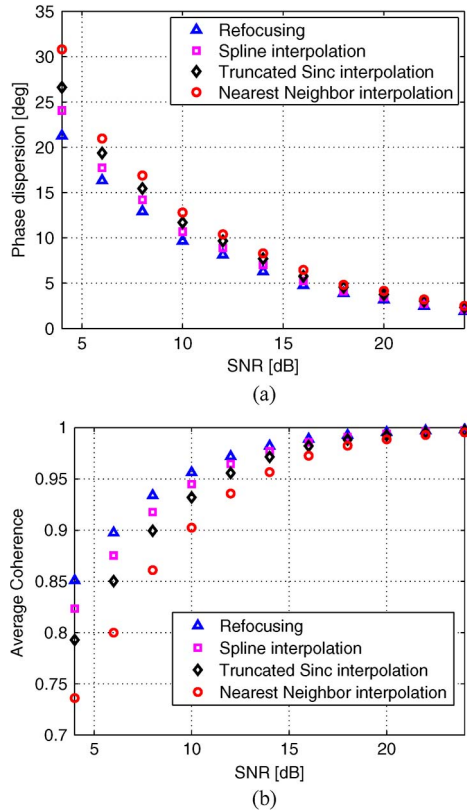 35
30
25
20
15
10
5
0
Phase dispersion [deg]
Refocusing
Spline interpolation
Truncated Sinc interpolation
Nearest Neighbor interpolation
5
10
15
20
SNR [dB]
(a)
1
0.95
0.9
0.85
0.8
0.75
0.7
Average Coherence
Refocusing
Spline interpolation
Truncated Sinc interpolation
Nearest Neighbor interpolation
5
10
15
20
SNR [dB]
(b)